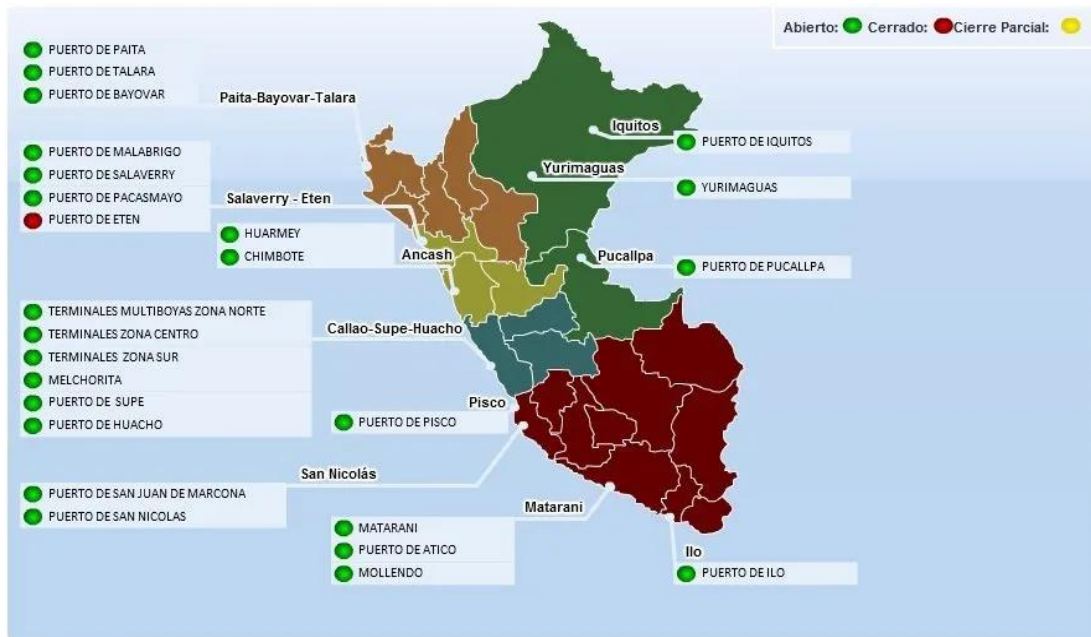 Abierto: Cerrado: Cierre Parcial:
PUERTO DE PAITA
PUERTO DE TALARA
PUERTO DE BAYOVAR
Paita-Bayovar-Talara
PUERTO DE MALABRIGO
PUERTO DE SALAVERRY
PUERTO DE PACASMAYO
PUERTO DE ETEN
Salaverry - Eten
HUARMEY
CHIMBOTE
Ancash
TERMINALES MULTIBOYAS ZONA NORTE
TERMINALES ZONA CENTRO
TERMINALES ZONA SUR
MELCHORITA
PUERTO DE SUPE
PUERTO DE HUACHO
Callao-Supe-Huacho
Pisco
PUERTO DE PISCO
San Nicolás
PUERTO DE SAN JUAN DE MARCONA
PUERTO DE SAN NICOLAS
Matarani
MATARANI
PUERTO DE ATICO
MOLLENDO
Ilo
PUERTO DE ILO
Iquitos
PUERTO DE IQUITOS
Yurimaguas
YURIMAGUAS
Pucallpa
PUERTO DE PUCALLPA